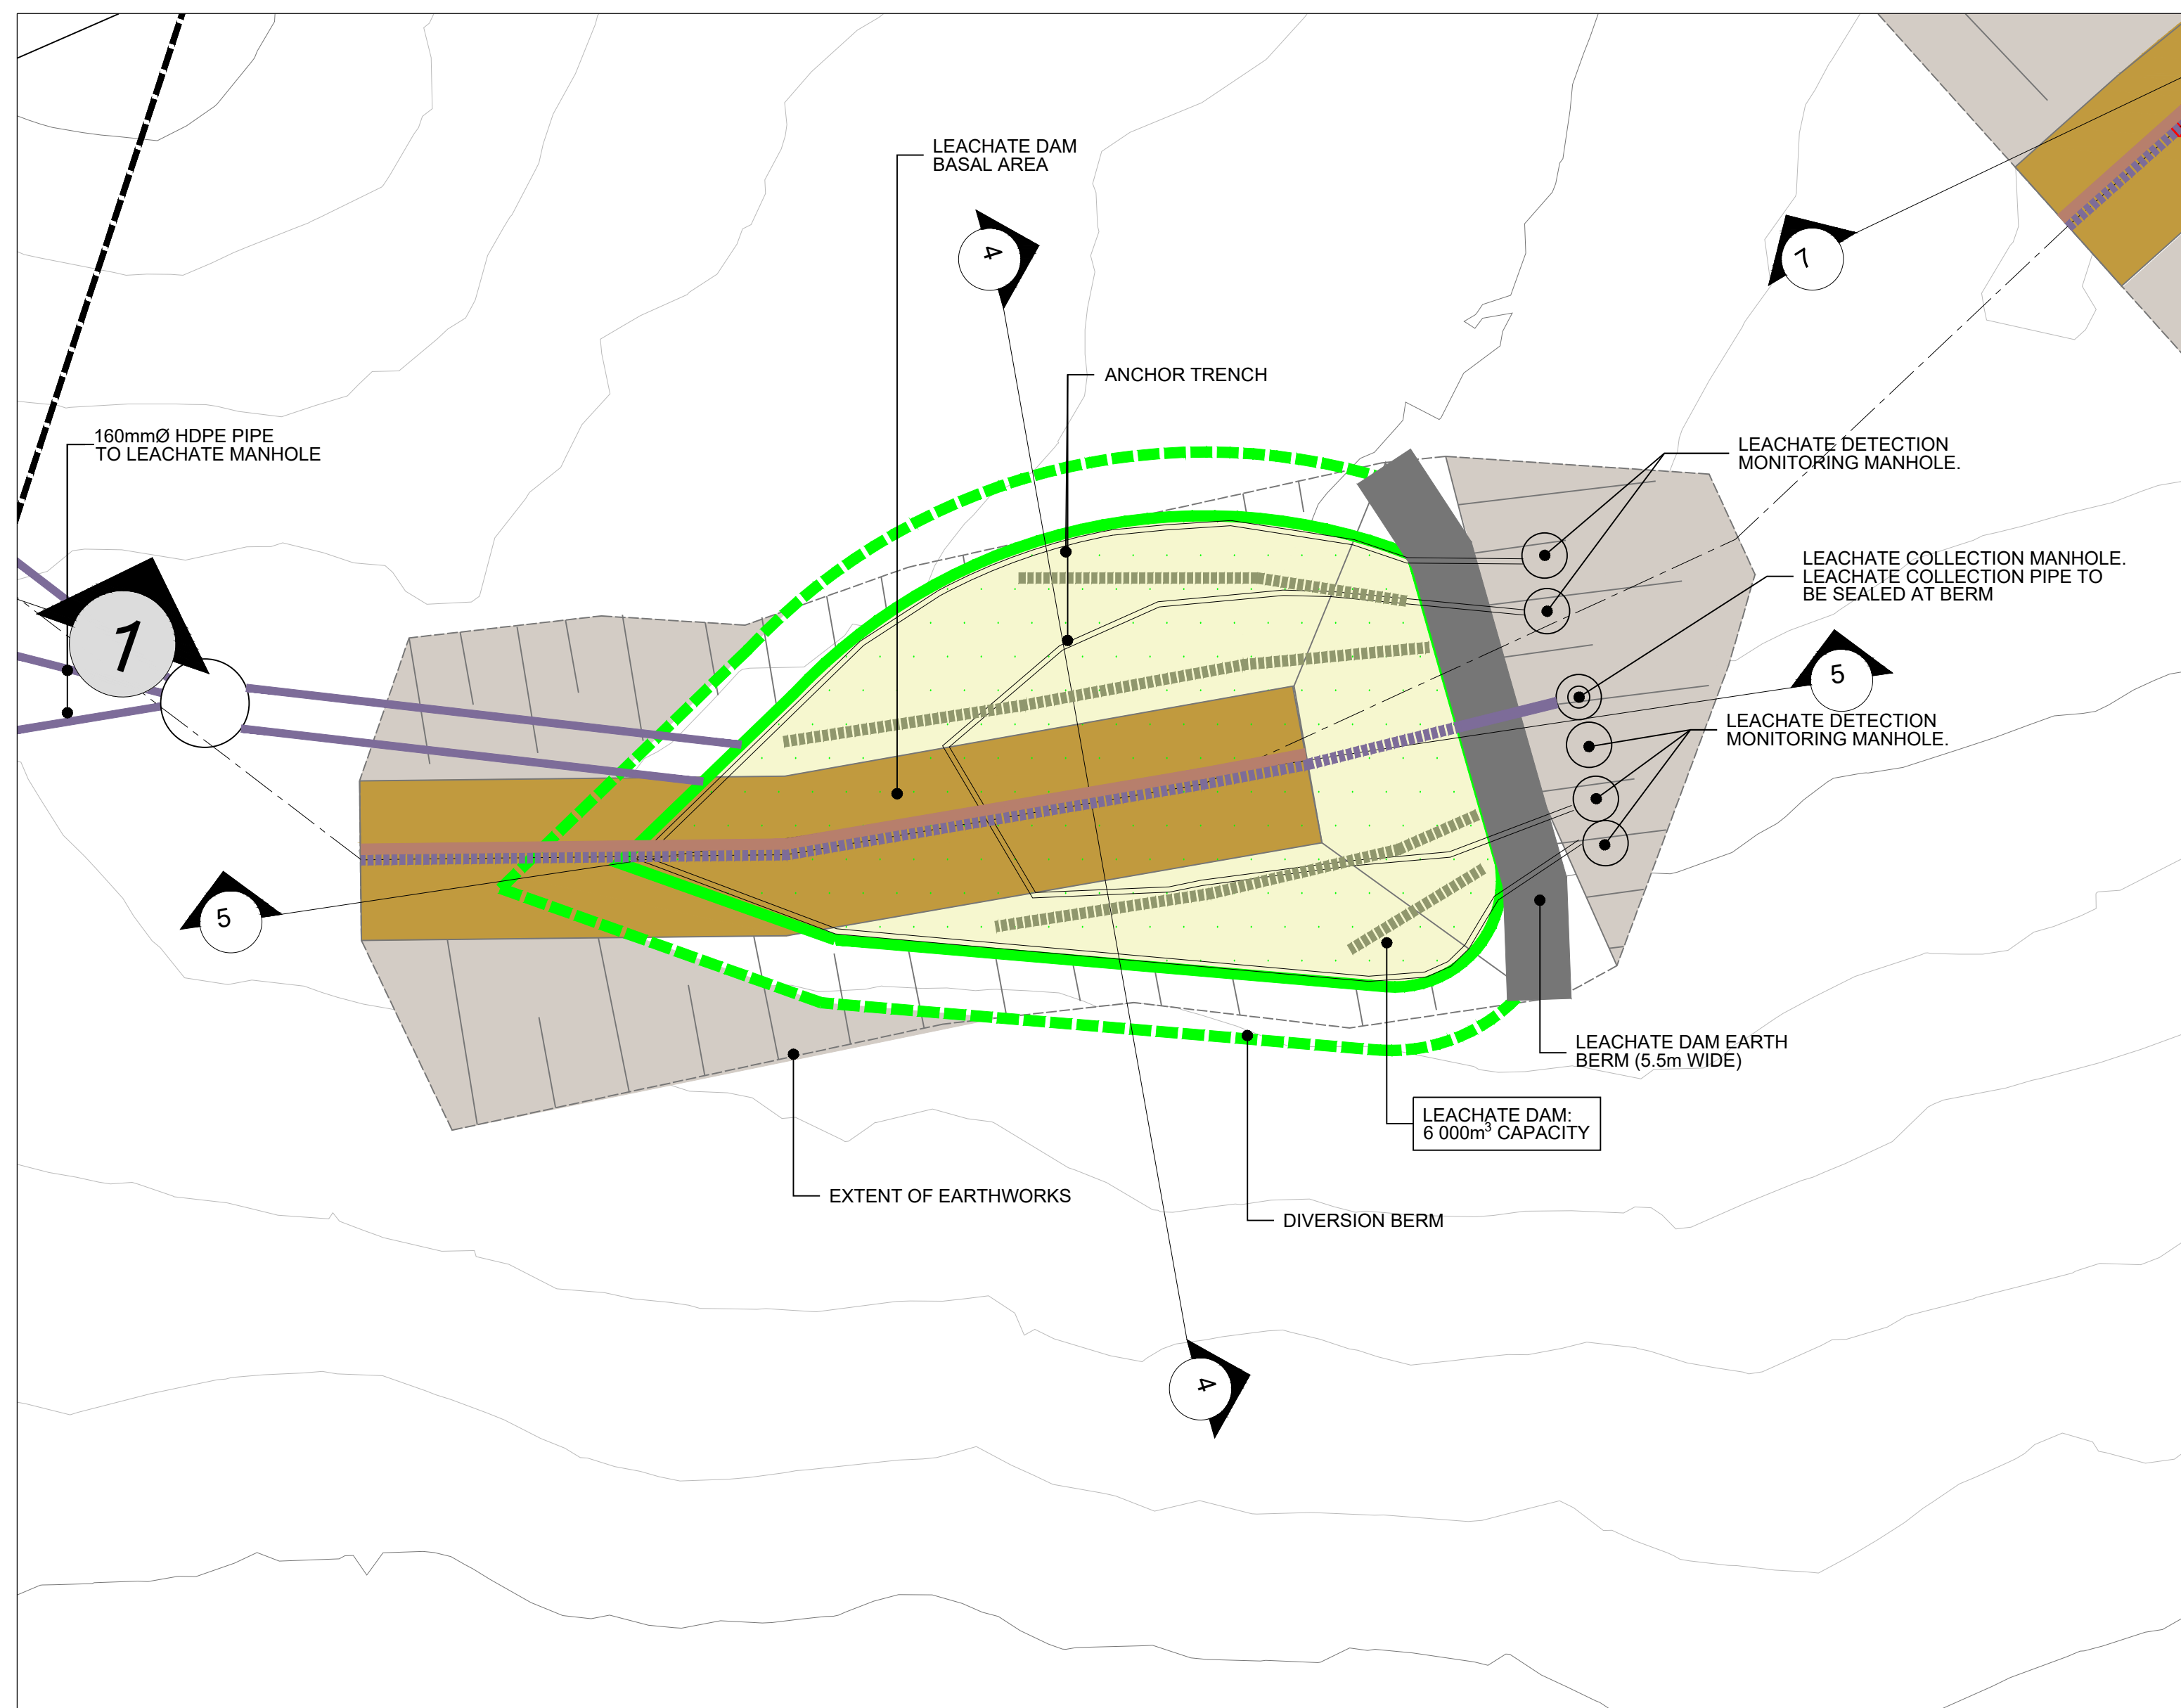 LEACHATE DAM
BASAL AREA
4
7
ANCHOR TRENCH
160mmØ HDPE PIPE
TO LEACHATE MANHOLE
LEACHATE DETECTION
MONITORING MANHOLE.
LEACHATE COLLECTION MANHOLE.
LEACHATE COLLECTION PIPE TO
BE SEALED AT BERM
1
5
LEACHATE DETECTION
MONITORING MANHOLE.
5
LEACHATE DAM EARTH
BERM (5.5m WIDE)
LEACHATE DAM:
6 000m³ CAPACITY
EXTENT OF EARTHWORKS
DIVERSION BERM
4